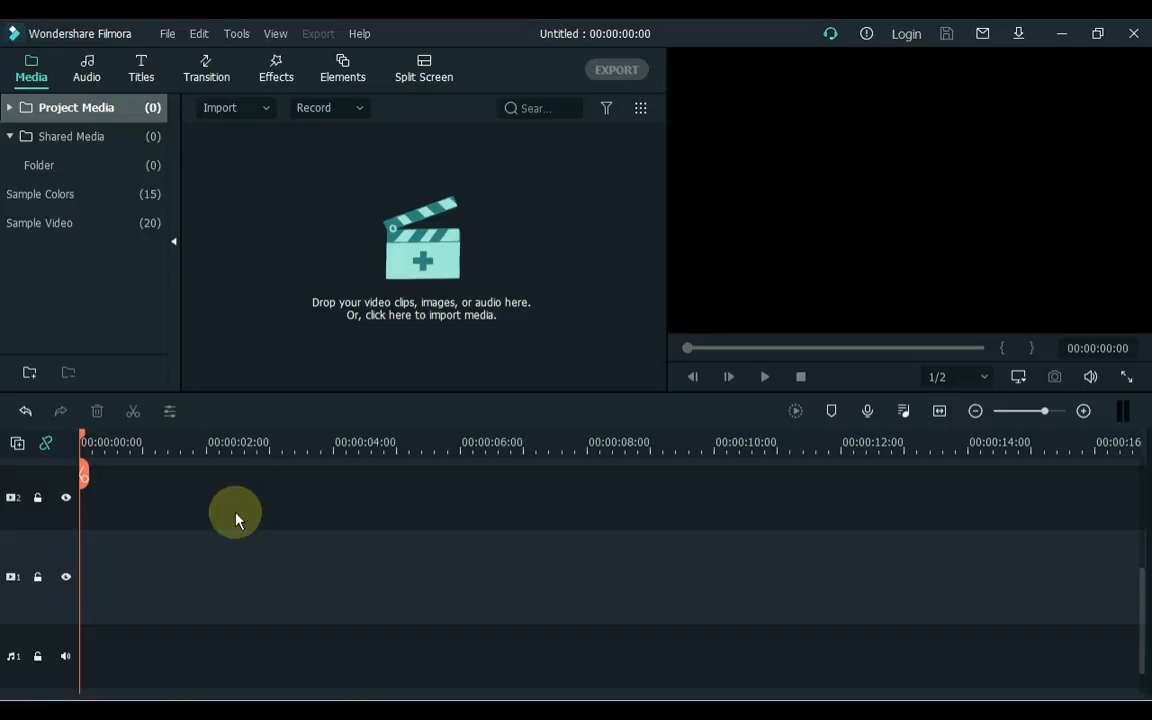 Wondershare Filmora File Edit Tools View Export Help Untitled : 00:00:00:00 Login
Media Audio Titles Transition Effects Elements Split Screen EXPORT
Project Media (0) Import Record Sear...
Shared Media (0)
Folder (0)
Sample Colors (15)
Sample Video (20)
Drop your video clips, images, or audio here.
Or, click here to import media.
{ } 00:00:00:00
1/2
00:00:00:00 00:00:02:00 00:00:04:00 00:00:06:00 00:00:08:00 00:00:10:00 00:00:12:00 00:00:14:00 00:00:16
2
1
1